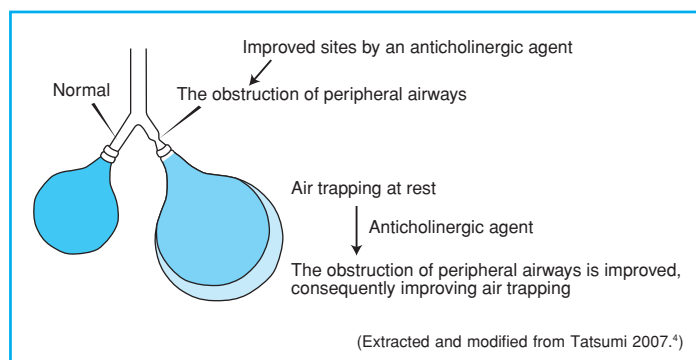 Improved sites by an anticholinergic agent
Normal
The obstruction of peripheral airways
Air trapping at rest
Anticholinergic agent
The obstruction of peripheral airways is improved,
consequently improving air trapping
(Extracted and modified from Tatsumi 2007.⁴)